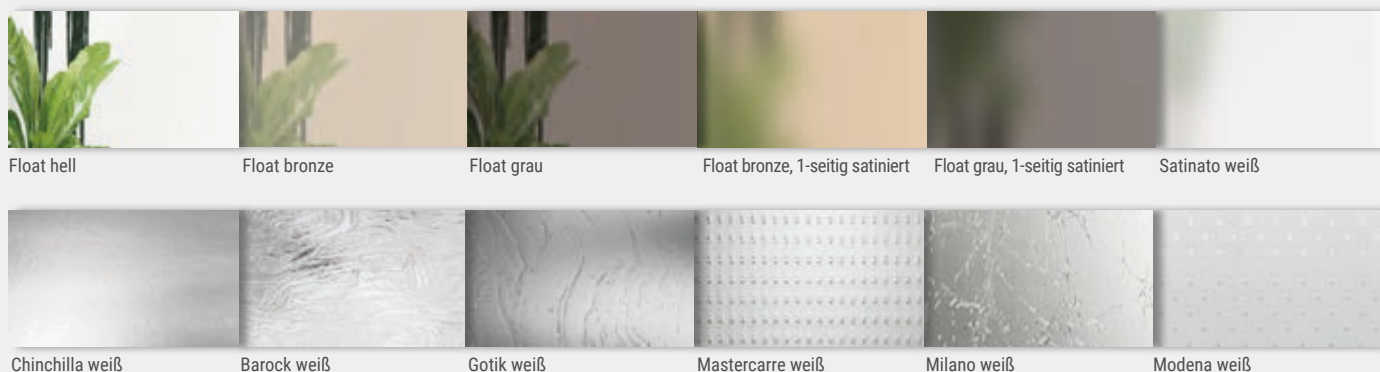 Float hell
Float bronze
Float grau
Float bronze, 1-seitig satiniert
Float grau, 1-seitig satiniert
Satinato weiß
Chinchilla weiß
Barock weiß
Gotik weiß
Mastercarre weiß
Milano weiß
Modena weiß